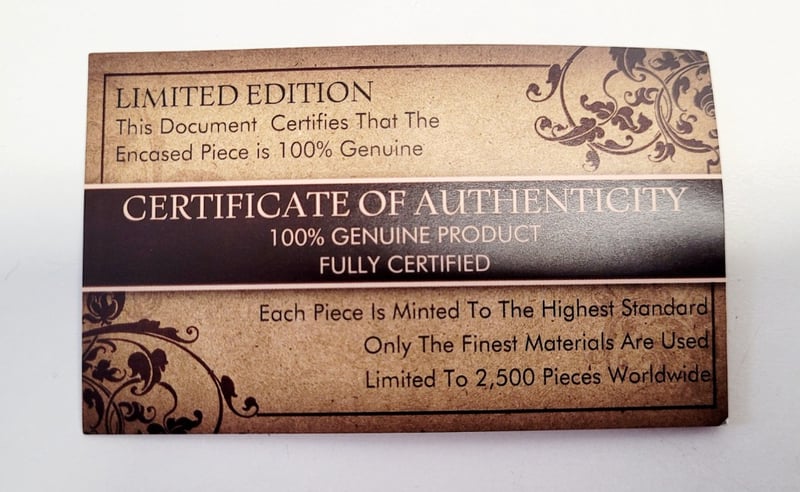 LIMITED EDITION
This Document Certifies That The
Encased Piece is 100% Genuine
CERTIFICATE OF AUTHENTICITY
100% GENUINE PRODUCT
FULLY CERTIFIED
Each Piece Is Minted To The Highest Standard
Only The Finest Materials Are Used
Limited To 2,500 Pieces Worldwide